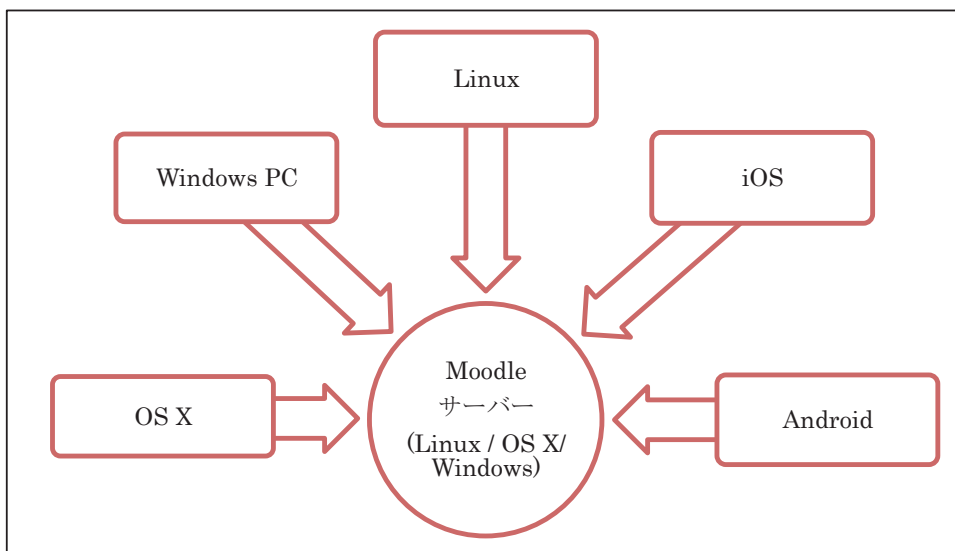 Linux
Windows PC
iOS
OS X
Moodle
サーバー
(Linux / OS X/
Windows)
Android